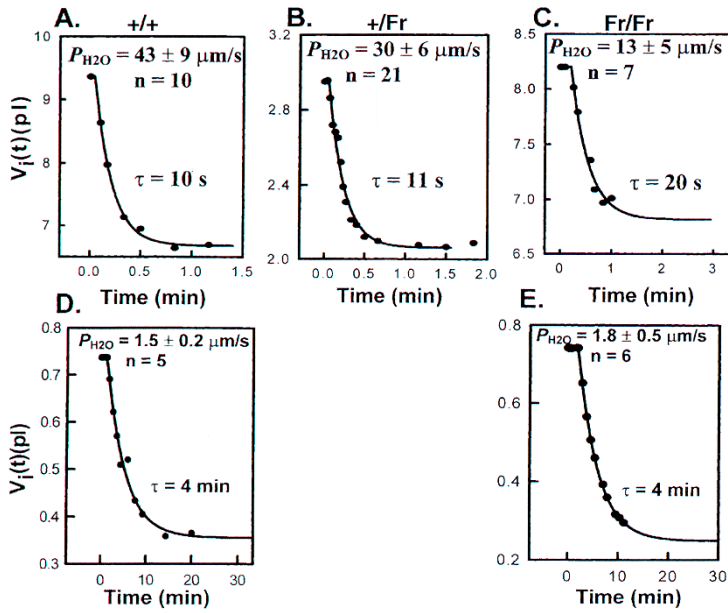 A. +/+
P_H2O = 43 ± 9 µm/s
n = 10
τ = 10 s
10
9
8
7
6
V_i(t)(pl)
0.0 0.5 1.0 1.5
Time (min)
B. +/Fr
P_H2O = 30 ± 6 µm/s
n = 21
τ = 11 s
3.0
2.8
2.4
2.0
0.0 0.5 1.0 1.5 2.0
Time (min)
C. Fr/Fr
P_H2O = 13 ± 5 µm/s
n = 7
τ = 20 s
8.5
8.0
7.5
7.0
6.5
0 1 2 3
Time (min)
D.
P_H2O = 1.5 ± 0.2 µm/s
n = 5
τ = 4 min
0.8
0.7
0.6
0.5
0.4
0.3
V_i(t)(pl)
0 10 20 30
Time (min)
E.
P_H2O = 1.8 ± 0.5 µm/s
n = 6
τ = 4 min
0.8
0.6
0.4
0.2
0 10 20 30
Time (min)